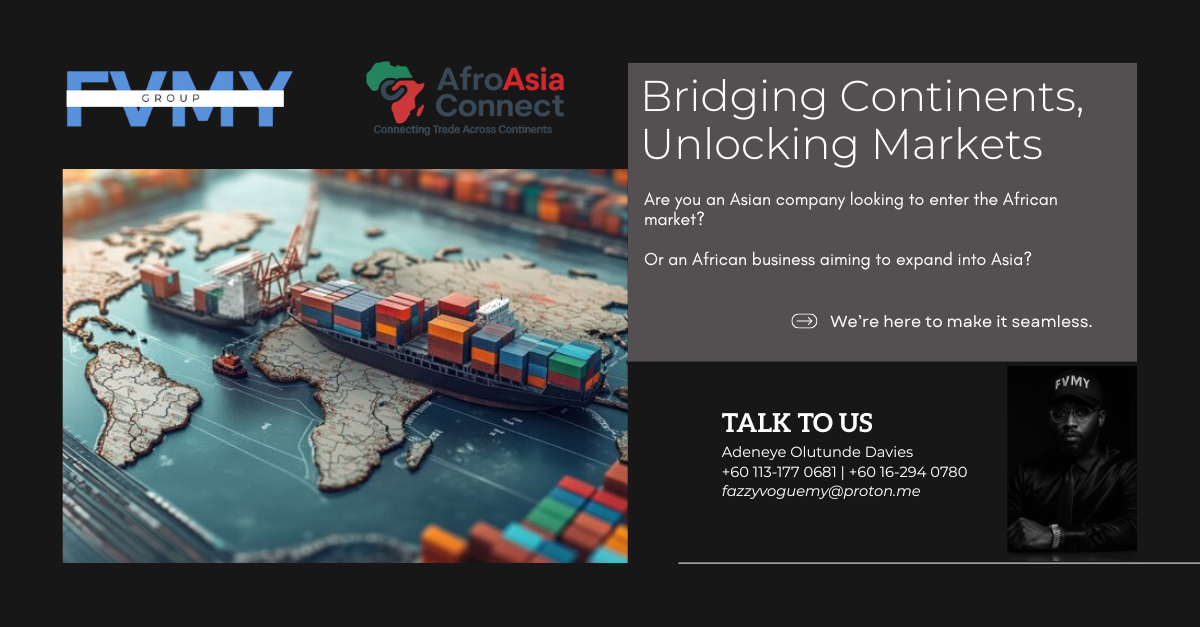 FVMY
GROUP
AfroAsia
Connect
Connecting Trade Across Continents
Bridging Continents,
Unlocking Markets
Are you an Asian company looking to enter the African
market?
Or an African business aiming to expand into Asia?
We’re here to make it seamless.
FVMY
TALK TO US
Adeneye Olutunde Davies
+60 113-177 0681 | +60 16-294 0780
fazzyvoguemy@proton.me